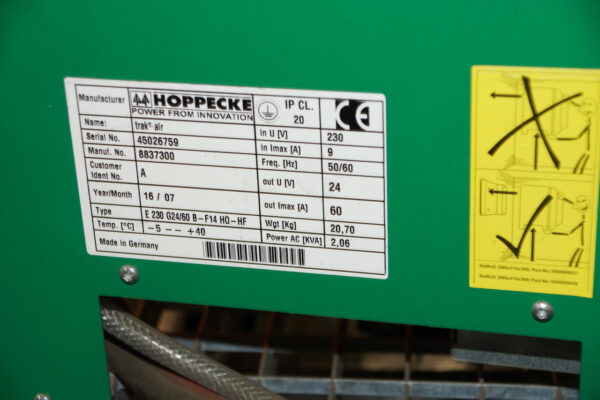 Manufacturer HOPPECKE
POWER FROM INNOVATION
IP CL.
20
CE
Name: trak® air in U [V] 230
Serial No. 45026759 in Imax [A] 9
Manuf. No. 8837300 Freq. [Hz] 50/60
Customer
Ident No. A out U [V] 24
Year/Month 16 / 07 out Imax [A] 60
Type E 230 G24/60 B-F14 HO-HF Wgt [Kg] 20,70
Temp. [°C] -5 -- +40 Power AC [KVA] 2,06
Made in Germany